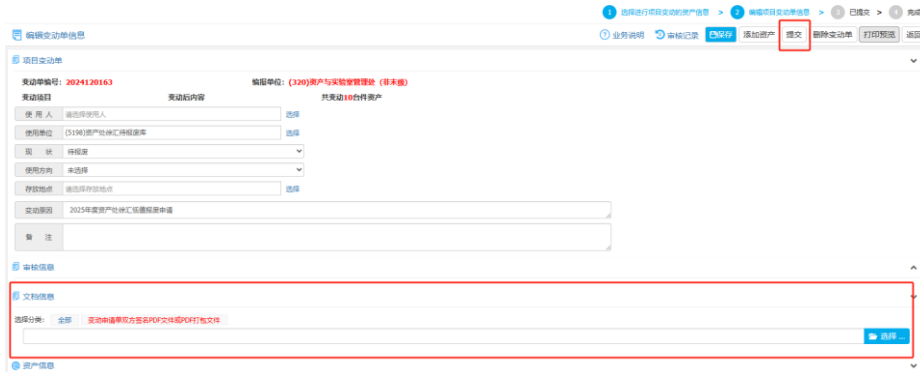 1 选择进行项目变动的资产信息 > 2 编辑项目变动单信息 > 3 已提交 > 4 完成
编辑变动单信息 业务说明 审核记录 保存 添加资产 提交 删除变动单 打印预览 返回
项目变动单
变动单编号：2024120163 编报单位：(320)资产与实验室管理处（非末级）
变动项目 变动后内容 共变动10台件资产
使 用 人 请选择使用人 选择
使用单位 (5198)资产处徐汇待报废库 选择
现 状 待报废
使用方向 未选择
存放地点 请选择存放地点 选择
变动原因 2025年度资产处徐汇低值报废申请
备 注
审核信息
文档信息
选择分类： 全部 变动申请单双方签名PDF文件或PDF打包文件
选择 ...
资产信息